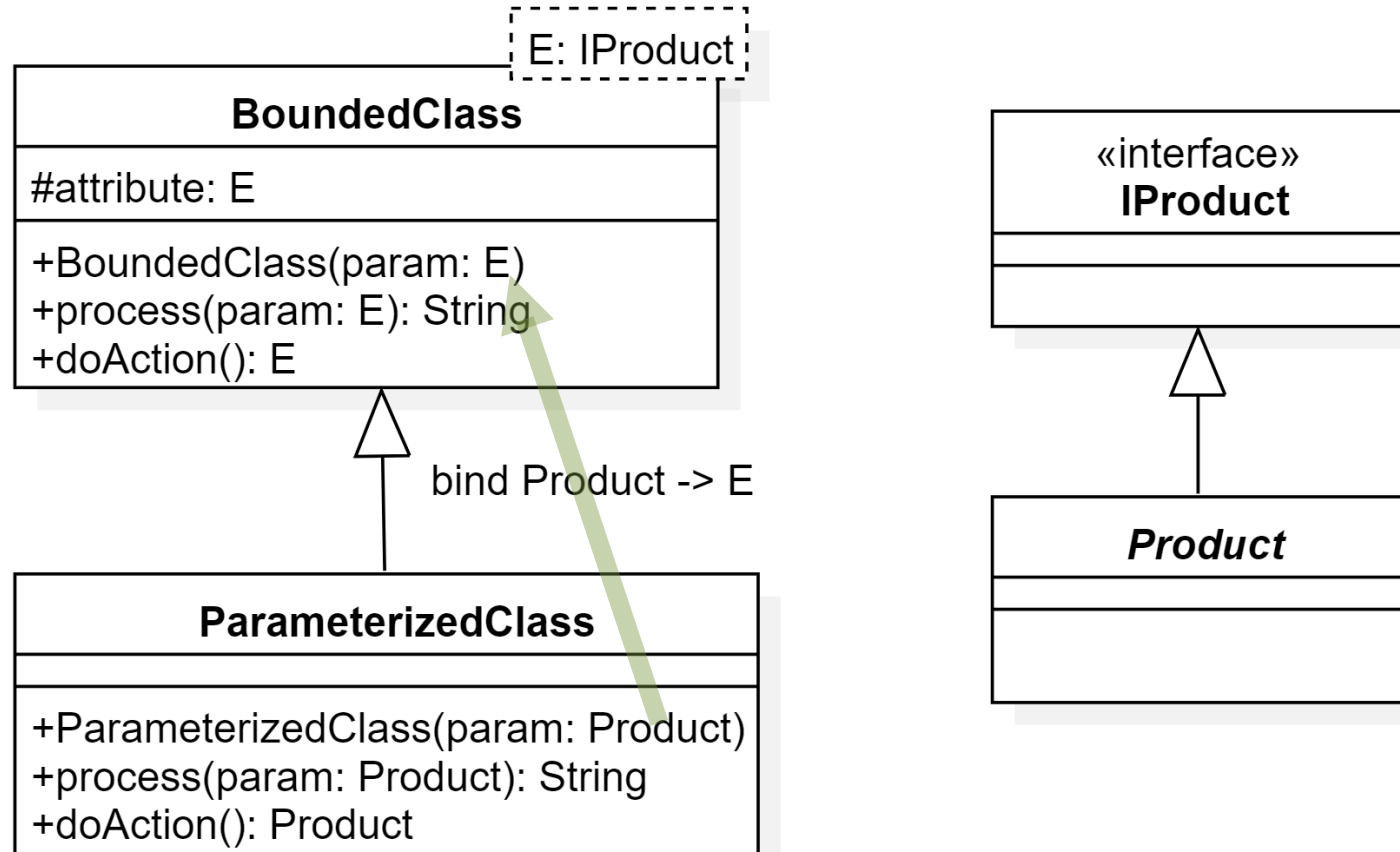 E: IProduct
BoundedClass
#attribute: E
+BoundedClass(param: E)
+process(param: E): String
+doAction(): E
bind Product -> E
ParameterizedClass
+ParameterizedClass(param: Product)
+process(param: Product): String
+doAction(): Product
«interface»
IProduct
Product